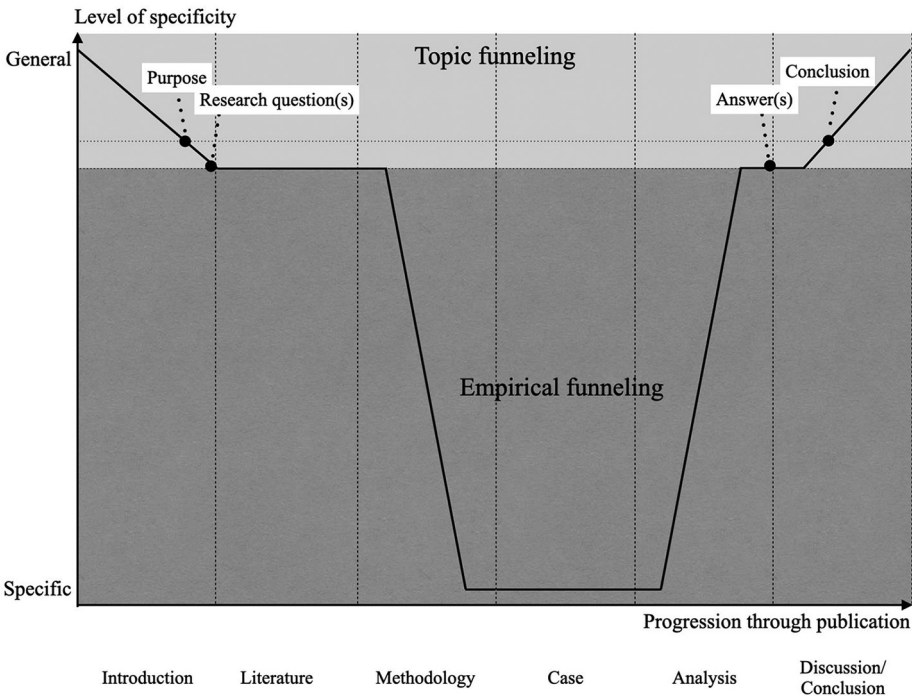 Level of specificity
General
Topic funneling
Purpose
Conclusion
Research question(s)
Answer(s)
Empirical funneling
Specific
Progression through publication
Introduction
Literature
Methodology
Case
Analysis
Discussion/
Conclusion